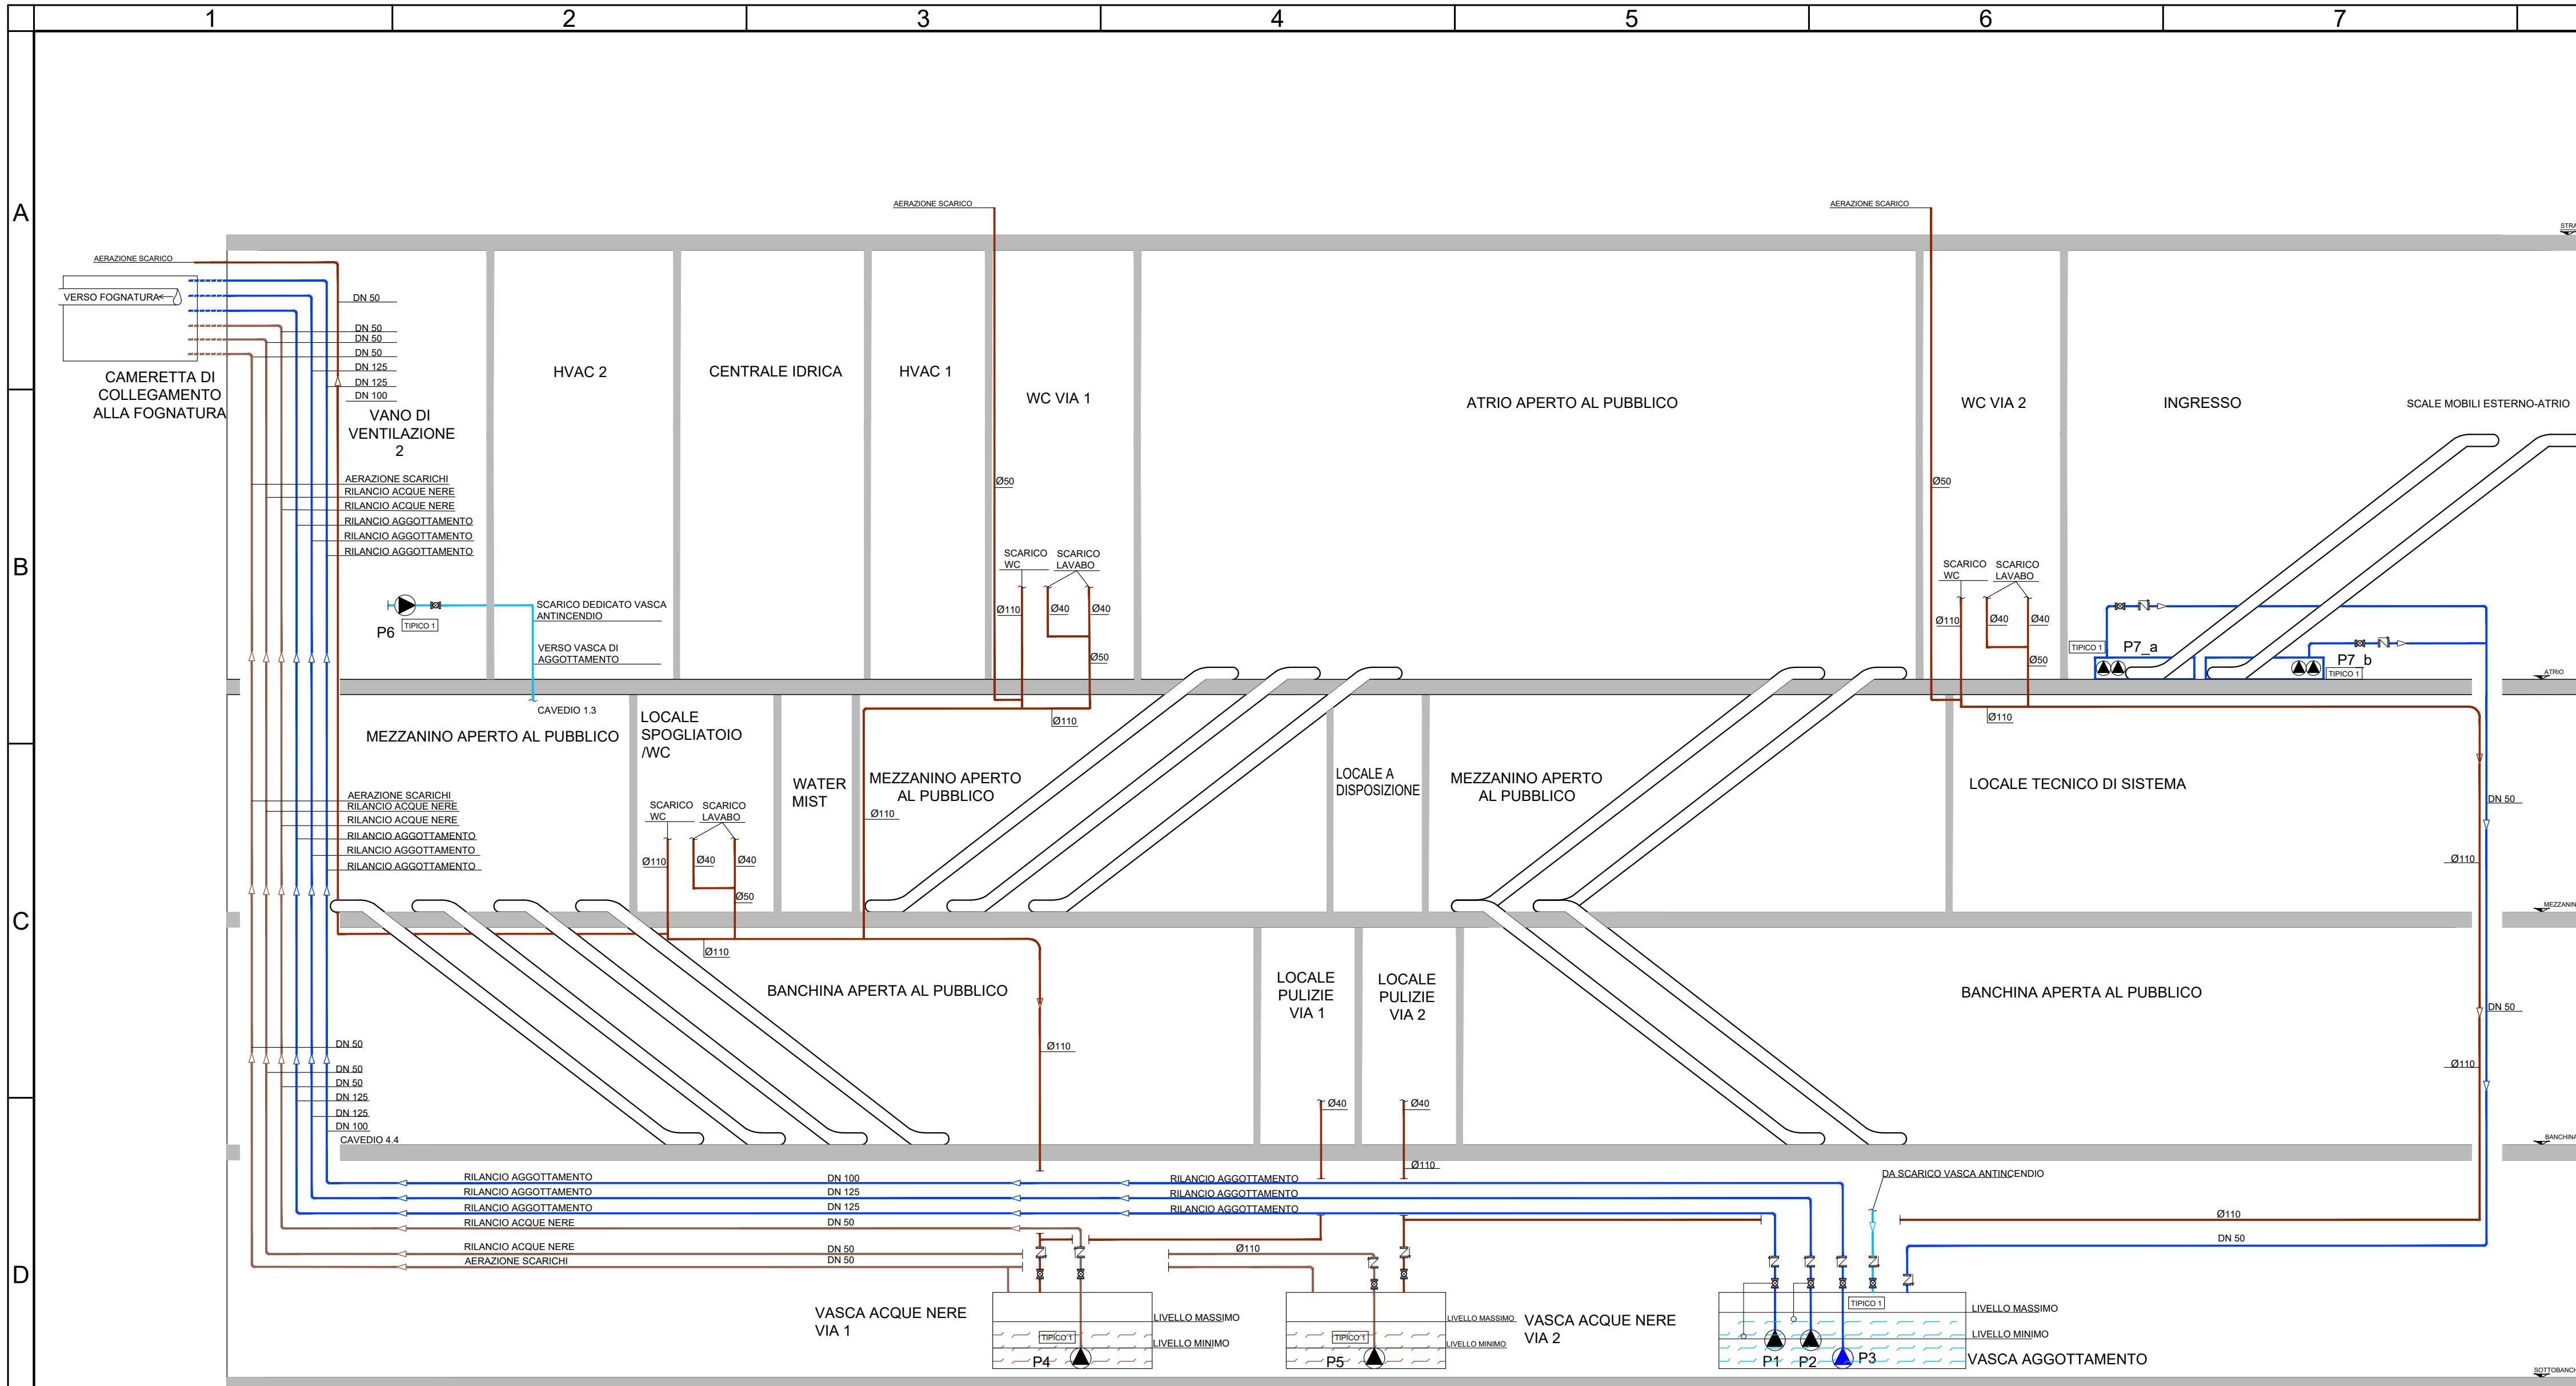 1
2
3
4
5
6
7
A
B
C
D
AERAZIONE SCARICO
AERAZIONE SCARICO
AERAZIONE SCARICO
VERSO FOGNATURA
CAMERETTA DI
COLLEGAMENTO
ALLA FOGNATURA
DN 50
DN 50
DN 50
DN 50
DN 125
DN 125
DN 100
VANO DI
VENTILAZIONE
2
HVAC 2
CENTRALE IDRICA
HVAC 1
WC VIA 1
ATRIO APERTO AL PUBBLICO
WC VIA 2
INGRESSO
SCALE MOBILI ESTERNO-ATRIO
AERAZIONE SCARICHI
RILANCIO ACQUE NERE
RILANCIO ACQUE NERE
RILANCIO AGGOTTAMENTO
RILANCIO AGGOTTAMENTO
RILANCIO AGGOTTAMENTO
P6
TIPICO 1
SCARICO DEDICATO VASCA
ANTINCENDIO
VERSO VASCA DI
AGGOTTAMENTO
CAVEDIO 1.3
Ø50
SCARICO
WC
SCARICO
LAVABO
Ø110
Ø40
Ø40
Ø50
Ø110
Ø50
SCARICO
WC
SCARICO
LAVABO
Ø110
Ø40
Ø40
Ø50
Ø110
TIPICO 1
P7_a
P7_b
TIPICO 1
ATRIO
MEZZANINO APERTO AL PUBBLICO
LOCALE
SPOGLIATOIO
/WC
WATER
MIST
MEZZANINO APERTO
AL PUBBLICO
LOCALE A
DISPOSIZIONE
MEZZANINO APERTO
AL PUBBLICO
LOCALE TECNICO DI SISTEMA
AERAZIONE SCARICHI
RILANCIO ACQUE NERE
RILANCIO ACQUE NERE
RILANCIO AGGOTTAMENTO
RILANCIO AGGOTTAMENTO
RILANCIO AGGOTTAMENTO
SCARICO
WC
SCARICO
LAVABO
Ø110
Ø40
Ø40
Ø50
Ø110
Ø110
DN 50
Ø110
BANCHINA APERTA AL PUBBLICO
LOCALE
PULIZIE
VIA 1
LOCALE
PULIZIE
VIA 2
BANCHINA APERTA AL PUBBLICO
DN 50
Ø110
Ø110
DN 50
DN 50
DN 50
DN 125
DN 125
DN 100
CAVEDIO 4.4
Ø40
Ø40
Ø110
RILANCIO AGGOTTAMENTO
DN 100
RILANCIO AGGOTTAMENTO
RILANCIO AGGOTTAMENTO
DN 125
RILANCIO AGGOTTAMENTO
RILANCIO AGGOTTAMENTO
DN 125
RILANCIO AGGOTTAMENTO
RILANCIO ACQUE NERE
DN 50
RILANCIO ACQUE NERE
DN 50
AERAZIONE SCARICHI
DN 50
Ø110
DA SCARICO VASCA ANTINCENDIO
Ø110
DN 50
VASCA ACQUE NERE
VIA 1
TIPICO 1
P4
LIVELLO MASSIMO
LIVELLO MINIMO
TIPICO 1
P5
LIVELLO MASSIMO
LIVELLO MINIMO
VASCA ACQUE NERE
VIA 2
TIPICO 1
P1
P2
P3
LIVELLO MASSIMO
LIVELLO MINIMO
VASCA AGGOTTAMENTO